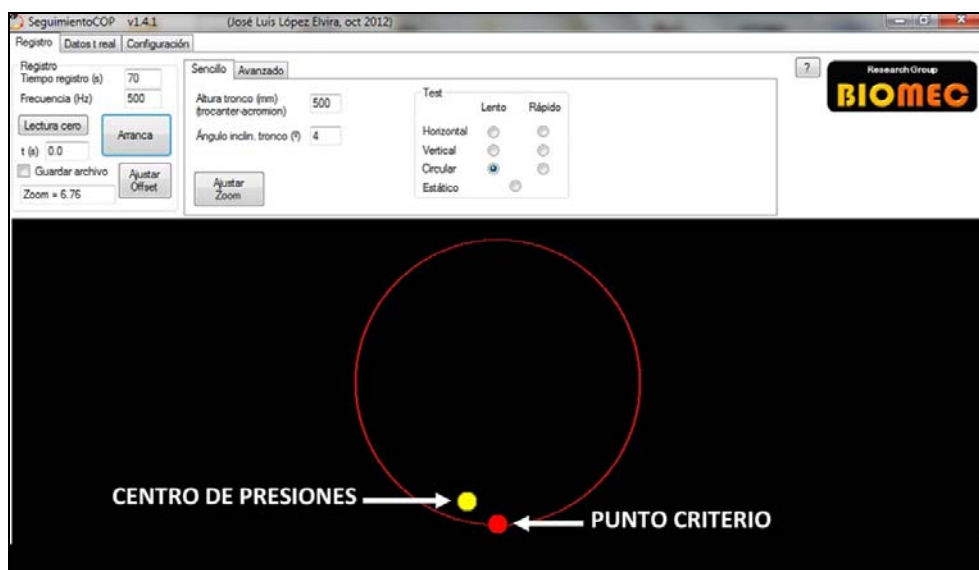 SeguimientoCOP v1.4.1 (José Luis López Elvira, oct 2012)
Registro Datos t real Configuración
Registro
Tiempo registro (s) 70
Frecuencia (Hz) 500
Lectura cero
Arranca
t (s) 0.0
Guardar archivo
Ajustar
Offset
Zoom = 6.76
Sencillo Avanzado
Altura tronco (mm) 500
(trocanter-acromion)
Ángulo inclin. tronco (º) 4
Ajustar
Zoom
Test
Lento Rápido
Horizontal
Vertical
Circular
Estático
?
Research Group
BIOMEC
CENTRO DE PRESIONES
PUNTO CRITERIO